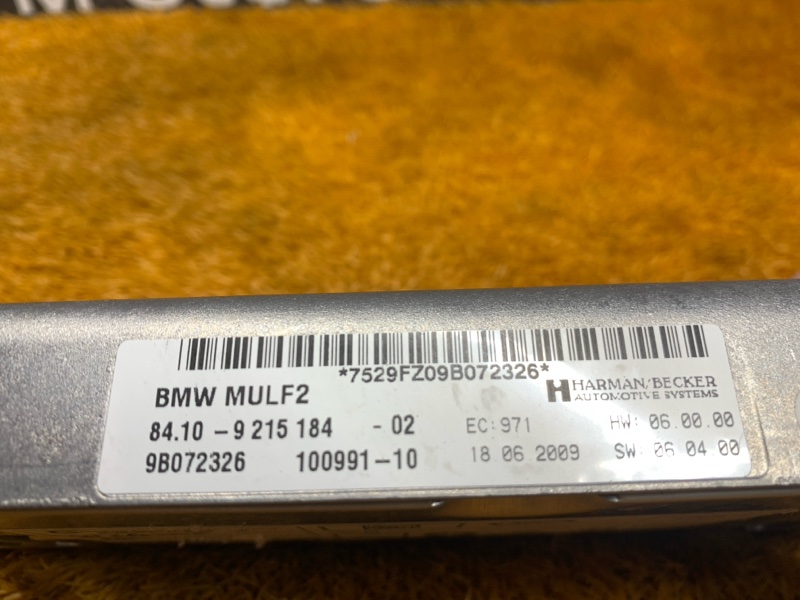 *7529FZ09B072326*
BMW MULF2
HARMAN/BECKER
AUTOMOTIVE SYSTEMS
84.10 - 9 215 184 - 02
EC: 971
HW: 06.00.00
9B072326
100991-10
18 06 2009
SW: 06 04 00